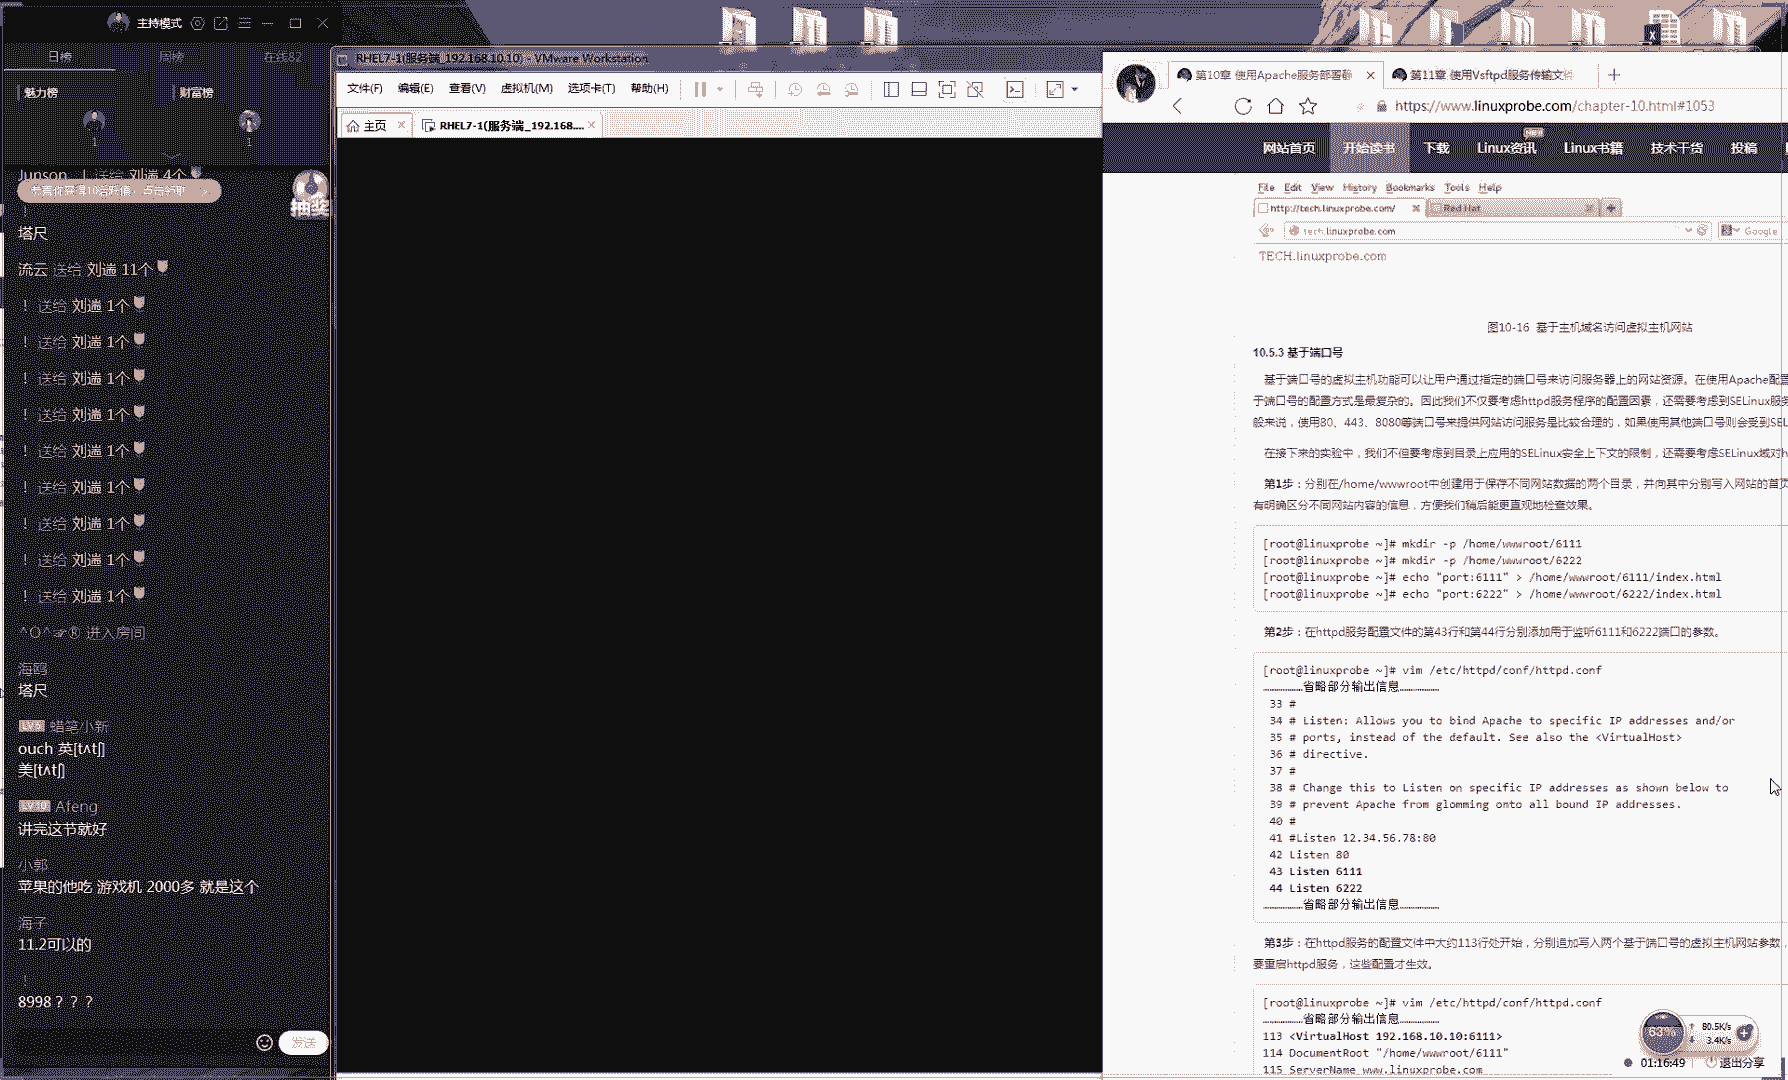 主持模式
日榜 周榜 在线82
魅力榜 财富榜
1 1
Junson_! 送给 刘遄 4个
恭喜你获得10活跃值，点击领取
抽奖
!
塔尺
流云 送给 刘遄 11个
! 送给 刘遄 1个
! 送给 刘遄 1个
! 送给 刘遄 1个
! 送给 刘遄 1个
! 送给 刘遄 1个
! 送给 刘遄 1个
! 送给 刘遄 1个
! 送给 刘遄 1个
! 送给 刘遄 1个
^O^☞® 进入房间
海鸥
塔尺
LV.6 蜡笔小新
ouch 英[tʌtʃ]
美[tʌtʃ]
LV.10 Afeng
讲完这节就好
小郭
苹果的他吃 游戏机 2000多 就是这个
海子
11.2可以的
!
8998？？？
发送
RHEL7-1(服务端_192.168.10.10) - VMware Workstation
文件(F) 编辑(E) 查看(V) 虚拟机(M) 选项卡(T) 帮助(H)
主页 RHEL7-1(服务端_192.168....
第10章 使用Apache服务部署静 第11章 使用Vsftpd服务传输文件
https://www.linuxprobe.com/chapter-10.html#1053
网站首页 开始读书 下载 Linux资讯 NEW Linux书籍 技术干货 投稿
File Edit View History Bookmarks Tools Help
http://tech.linuxprobe.com/ Red Hat
tech.linuxprobe.com Google
TECH.linuxprobe.com
图10-16 基于主机域名访问虚拟主机网站
10.5.3 基于端口号
基于端口号的虚拟主机功能可以让用户通过指定的端口号来访问服务器上的网站资源。在使用Apache配置
于端口号的配置方式是最复杂的。因此我们不仅要考虑httpd服务程序的配置因素，还需要考虑到SELinux服务
般来说，使用80、443、8080等端口号来提供网站访问服务是比较合理的，如果使用其他端口号则会受到SEL
在接下来的实验中，我们不但要考虑到目录上应用的SELinux安全上下文的限制，还需要考虑SELinux域对h
第1步：分别在/home/wwwroot中创建用于保存不同网站数据的两个目录，并向其中分别写入网站的首页
有明确区分不同网站内容的信息，方便我们稍后能更直观地检查效果。
[root@linuxprobe ~]# mkdir -p /home/wwwroot/6111
[root@linuxprobe ~]# mkdir -p /home/wwwroot/6222
[root@linuxprobe ~]# echo "port:6111" > /home/wwwroot/6111/index.html
[root@linuxprobe ~]# echo "port:6222" > /home/wwwroot/6222/index.html
第2步：在httpd服务配置文件的第43行和第44行分别添加用于监听6111和6222端口的参数。
[root@linuxprobe ~]# vim /etc/httpd/conf/httpd.conf
………………省略部分输出信息………………
33 #
34 # Listen: Allows you to bind Apache to specific IP addresses and/or
35 # ports, instead of the default. See also the <VirtualHost>
36 # directive.
37 #
38 # Change this to Listen on specific IP addresses as shown below to
39 # prevent Apache from glomming onto all bound IP addresses.
40 #
41 #Listen 12.34.56.78:80
42 Listen 80
43 Listen 6111
44 Listen 6222
………………省略部分输出信息………………
第3步：在httpd服务的配置文件中大约113行处开始，分别追加写入两个基于端口号的虚拟主机网站参数，
要重启httpd服务，这些配置才生效。
[root@linuxprobe ~]# vim /etc/httpd/conf/httpd.conf
………………省略部分输出信息………………
113 <VirtualHost 192.168.10.10:6111>
114 DocumentRoot "/home/wwwroot/6111"
115 ServerName www.linuxprobe.com
63% 80.5K/s
3.4K/s
01:16:49 退出分享